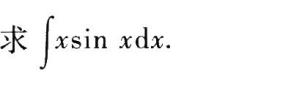 求 ∫xsin xdx.